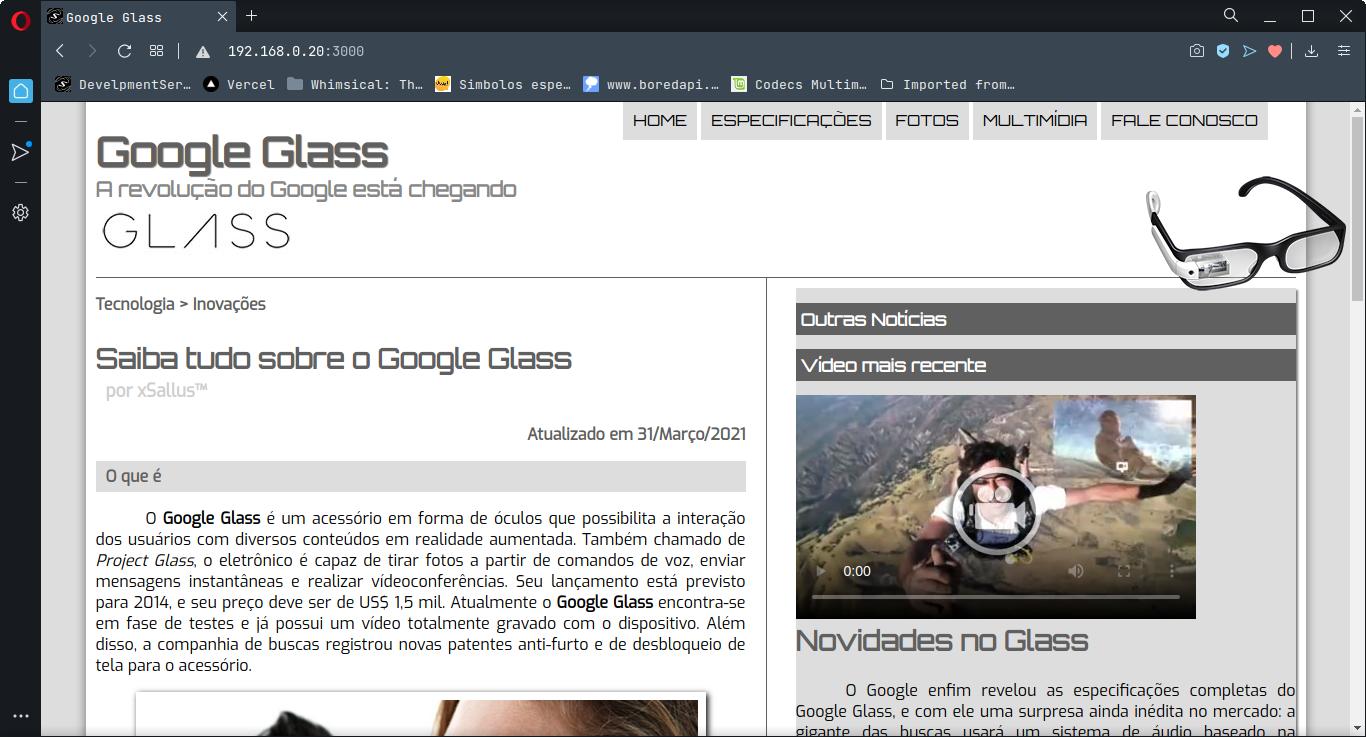 Google Glass
192.168.0.20:3000
DevelpmentSer…
Vercel
Whimsical: Th…
Simbolos espe…
www.boredapi.…
Codecs Multim…
Imported from…
HOME
ESPECIFICAÇÕES
FOTOS
MULTIMÍDIA
FALE CONOSCO
Google Glass
A revolução do Google está chegando
GLASS
Tecnologia > Inovações
Saiba tudo sobre o Google Glass
por xSallus™
Atualizado em 31/Março/2021
O que é
O Google Glass é um acessório em forma de óculos que possibilita a interação
dos usuários com diversos conteúdos em realidade aumentada. Também chamado de
Project Glass, o eletrônico é capaz de tirar fotos a partir de comandos de voz, enviar
mensagens instantâneas e realizar vídeoconferências. Seu lançamento está previsto
para 2014, e seu preço deve ser de US$ 1,5 mil. Atualmente o Google Glass encontra-se
em fase de testes e já possui um vídeo totalmente gravado com o dispositivo. Além
disso, a companhia de buscas registrou novas patentes anti-furto e de desbloqueio de
tela para o acessório.
Outras Notícias
Vídeo mais recente
0:00
Novidades no Glass
O Google enfim revelou as especificações completas do
Google Glass, e com ele uma surpresa ainda inédita no mercado: a
gigante das buscas usará um sistema de áudio baseado na